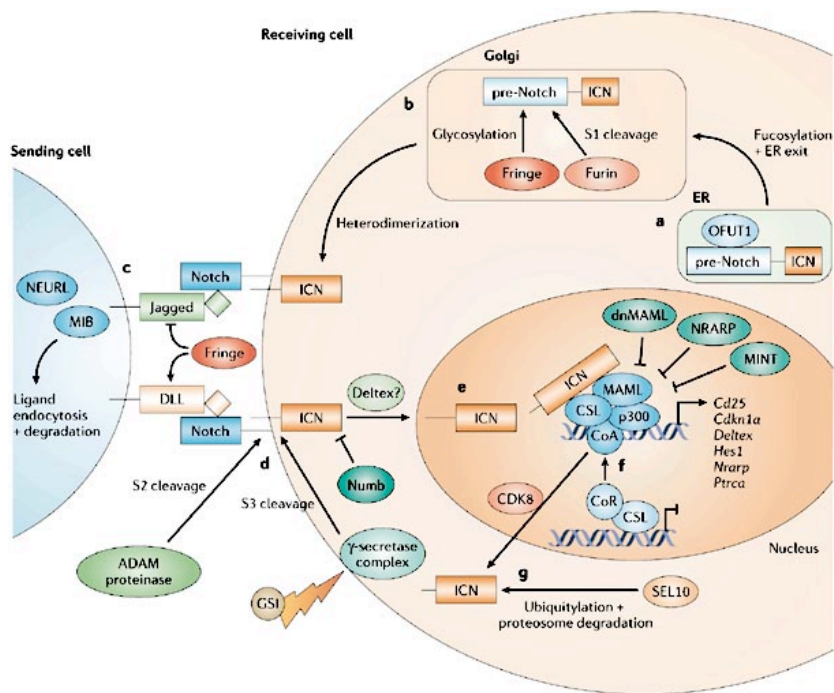 Receiving cell
Golgi
b
pre-Notch
ICN
Glycosylation
S1 cleavage
Fringe
Furin
Fucosylation
+ ER exit
Sending cell
ER
a
OFUT1
pre-Notch
ICN
Heterodimerization
c
Notch
ICN
NEURL
MIB
Jagged
Fringe
Ligand
endocytosis
+ degradation
DLL
Notch
ICN
Deltex?
d
Numb
S2 cleavage
S3 cleavage
ADAM
proteinase
γ-secretase
complex
GSI
dnMAML
NRARP
MINT
e
ICN
ICN
MAML
CSL
p300
CoA
Cd25
Cdkn1a
Deltex
Hes1
Nrarp
Ptrca
f
CDK8
CoR
CSL
Nucleus
g
ICN
SEL10
Ubiquitylation +
proteosome degradation